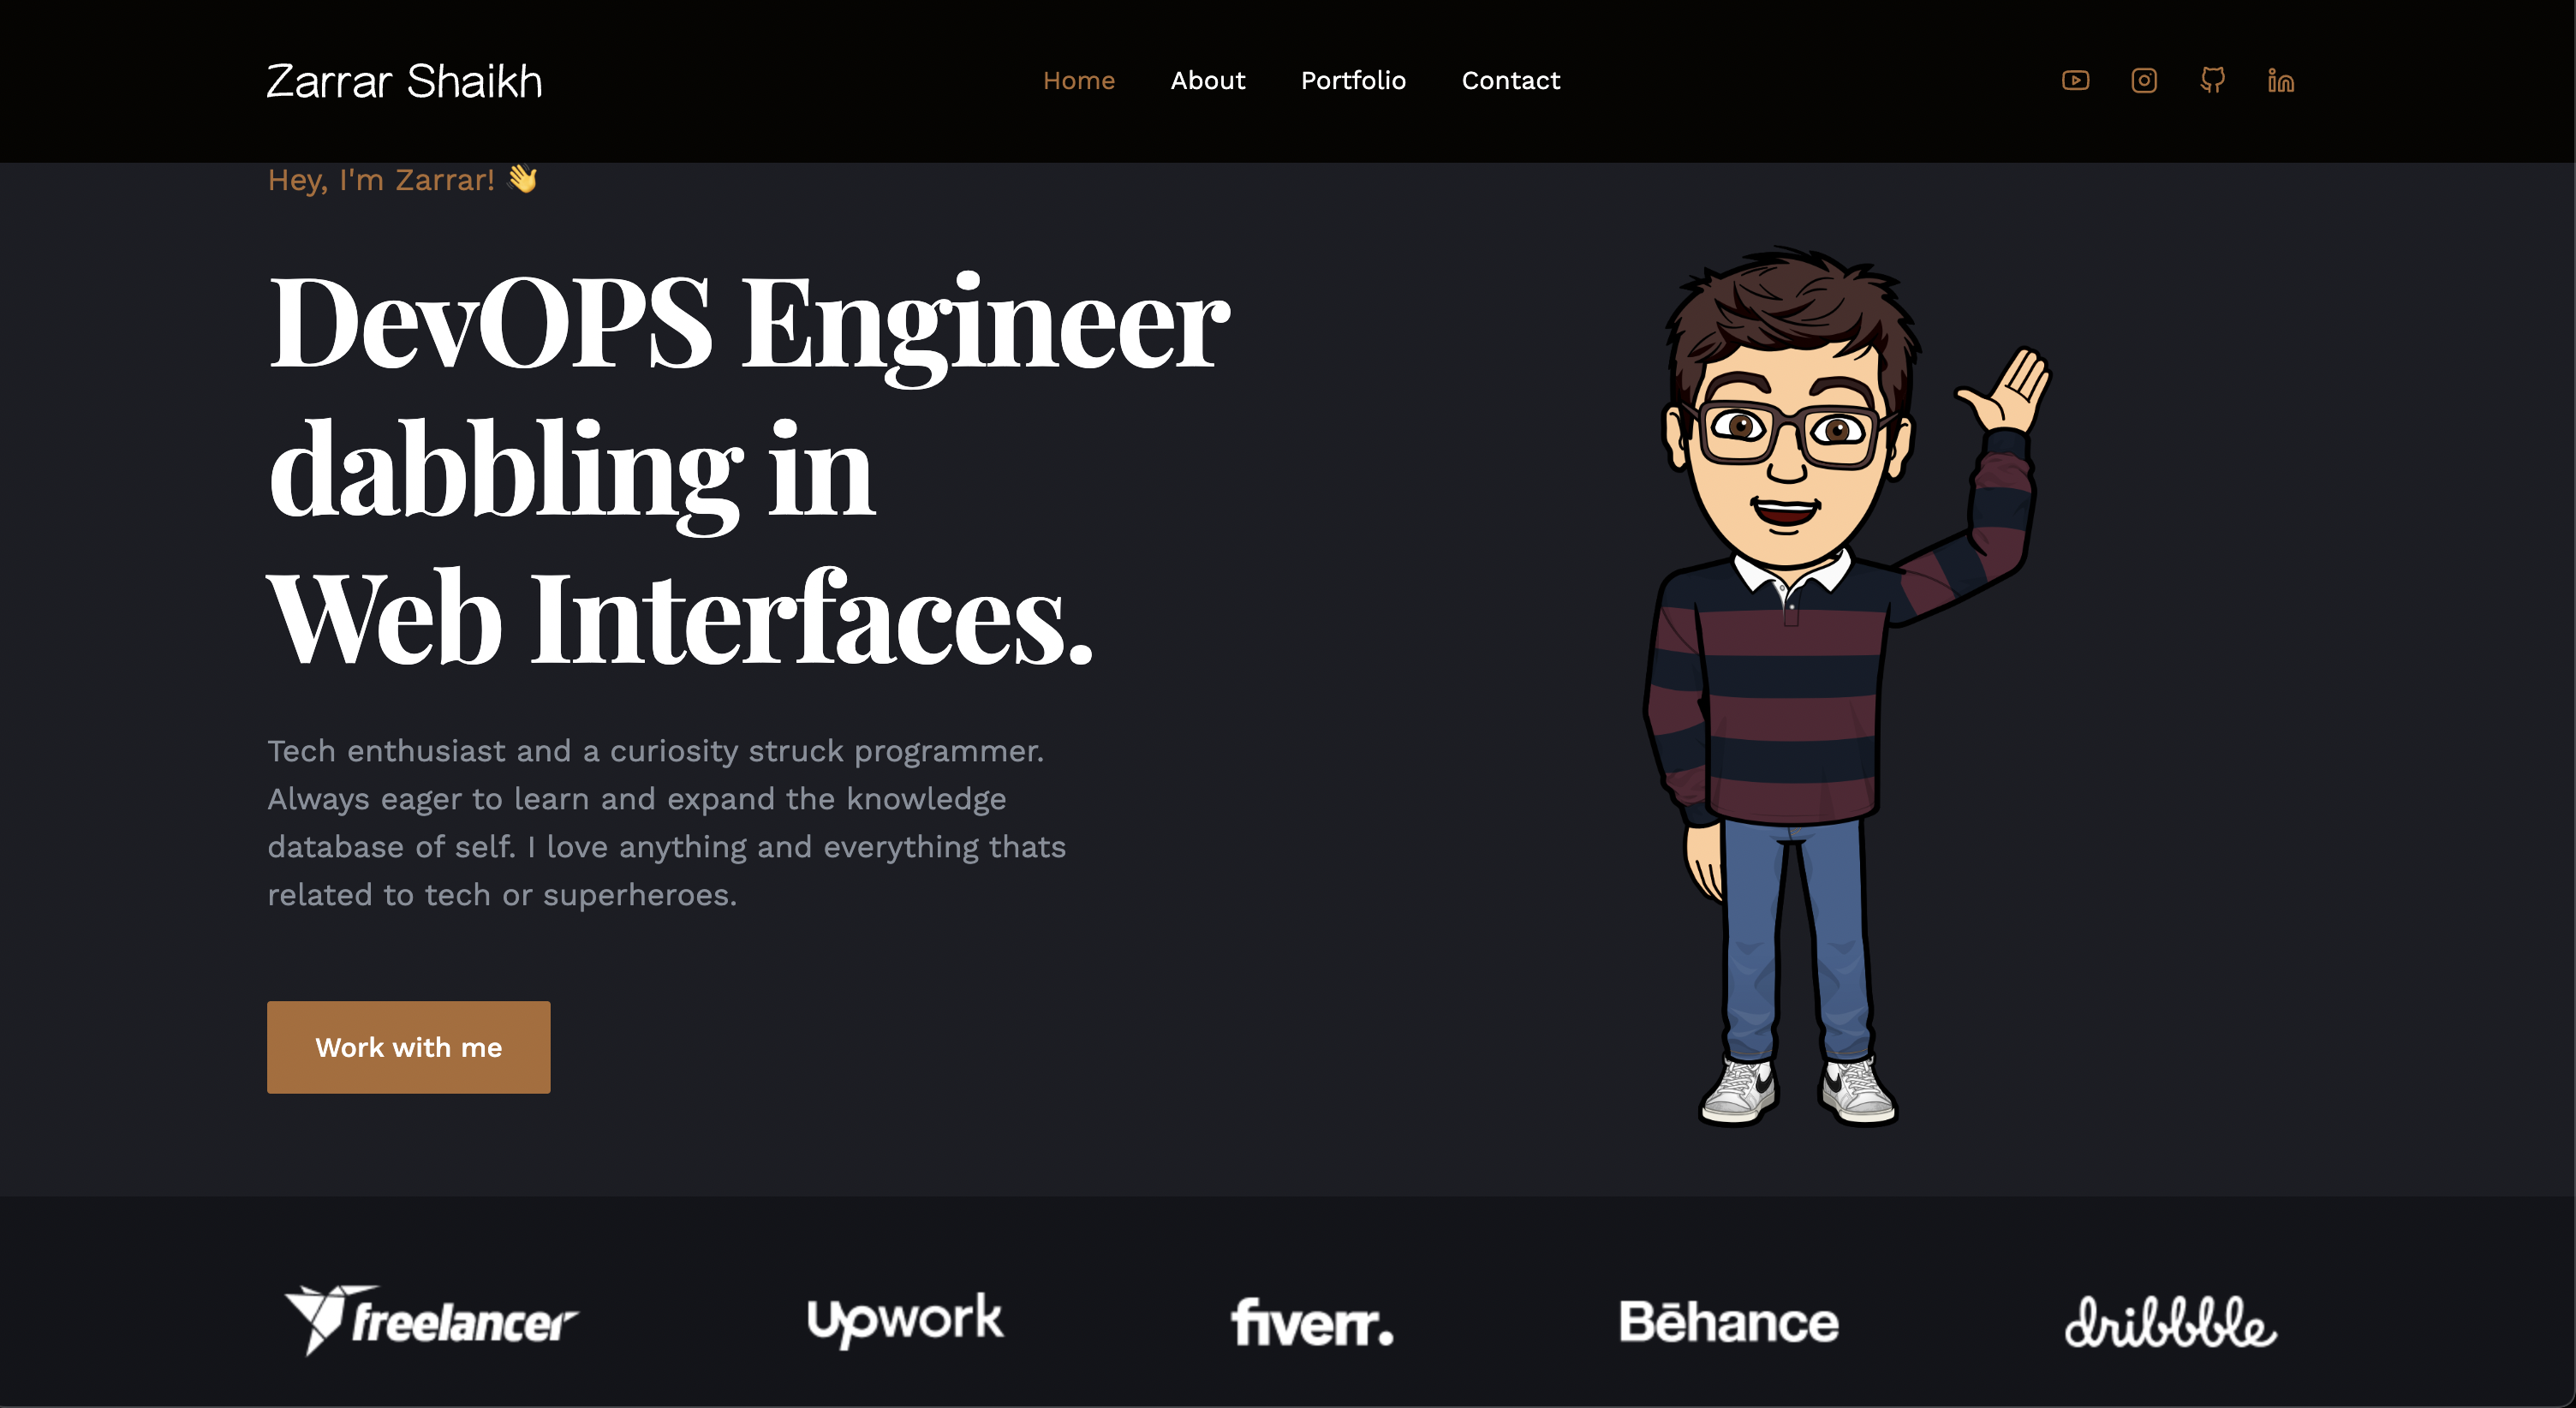 Zarrar Shaikh
Home About Portfolio Contact
Hey, I'm Zarrar! 👋
DevOPS Engineer
dabbling in
Web Interfaces.
Tech enthusiast and a curiosity struck programmer.
Always eager to learn and expand the knowledge
database of self. I love anything and everything thats
related to tech or superheroes.
Work with me
freelancer Upwork fiverr. Bēhance dribbble